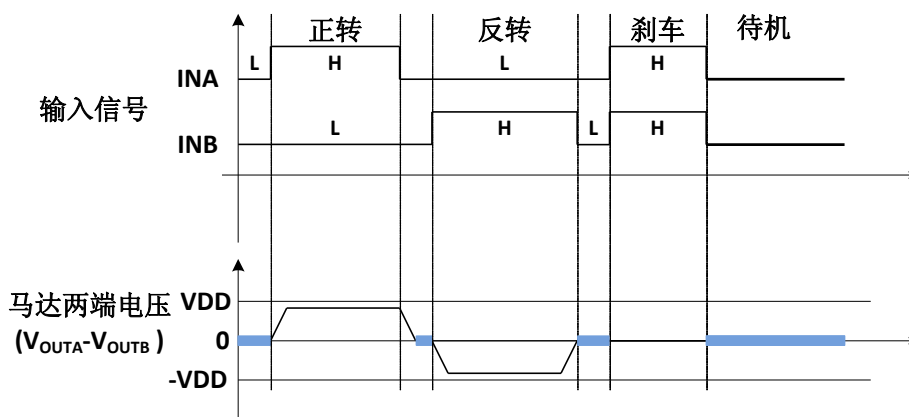 正转 反转 刹车 待机
L H L H
INA
输入信号
L H L H
INB
马达两端电压 VDD
(VOUTA-VOUTB ) 0
-VDD